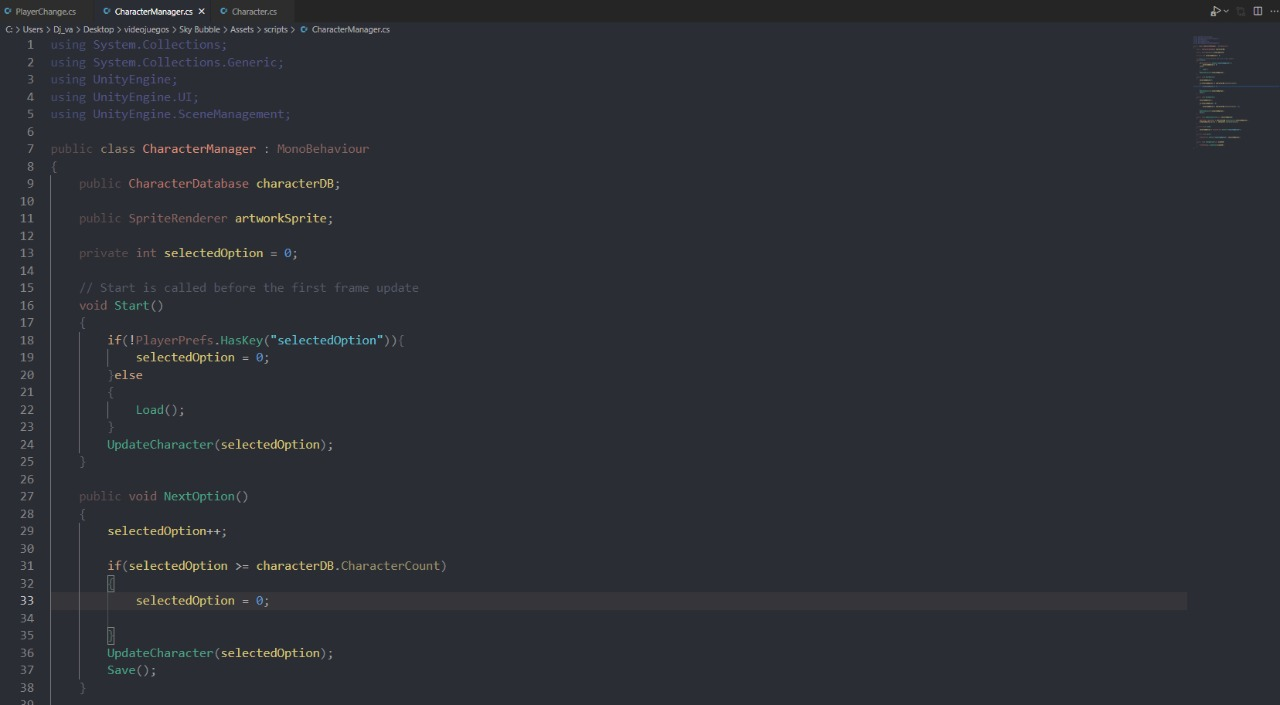 PlayerChange.cs CharacterManager.cs Character.cs
C: > Users > Dj_va > Desktop > videojuegos > Sky Bubble > Assets > scripts > CharacterManager.cs
1 using System.Collections;
2 using System.Collections.Generic;
3 using UnityEngine;
4 using UnityEngine.UI;
5 using UnityEngine.SceneManagement;
6
7 public class CharacterManager : MonoBehaviour
8 {
9 public CharacterDatabase characterDB;
10
11 public SpriteRenderer artworkSprite;
12
13 private int selectedOption = 0;
14
15 // Start is called before the first frame update
16 void Start()
17 {
18 if(!PlayerPrefs.HasKey("selectedOption")){
19 selectedOption = 0;
20 }else
21 {
22 Load();
23 }
24 UpdateCharacter(selectedOption);
25 }
26
27 public void NextOption()
28 {
29 selectedOption++;
30
31 if(selectedOption >= characterDB.CharacterCount)
32 {
33 selectedOption = 0;
34
35 }
36 UpdateCharacter(selectedOption);
37 Save();
38 }
39